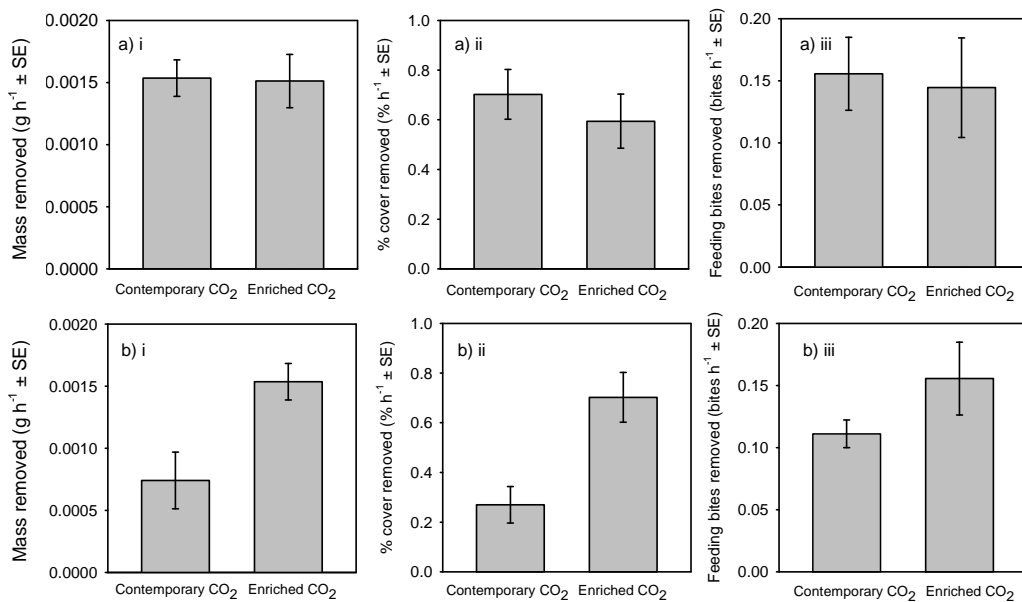 Mass removed (g h⁻¹ ± SE)
0.0020
0.0015
0.0010
0.0005
0.0000
a) i
Contemporary CO₂ Enriched CO₂
% cover removed (% h⁻¹ ± SE)
1.0
0.8
0.6
0.4
0.2
0.0
a) ii
Contemporary CO₂ Enriched CO₂
Feeding bites removed (bites h⁻¹ ± SE)
0.20
0.15
0.10
0.05
0.00
a) iii
Contemporary CO₂ Enriched CO₂
Mass removed (g h⁻¹ ± SE)
0.0020
0.0015
0.0010
0.0005
0.0000
b) i
Contemporary CO₂ Enriched CO₂
% cover removed (% h⁻¹ ± SE)
1.0
0.8
0.6
0.4
0.2
0.0
b) ii
Contemporary CO₂ Enriched CO₂
Feeding bites removed (bites h⁻¹ ± SE)
0.20
0.15
0.10
0.05
0.00
b) iii
Contemporary CO₂ Enriched CO₂